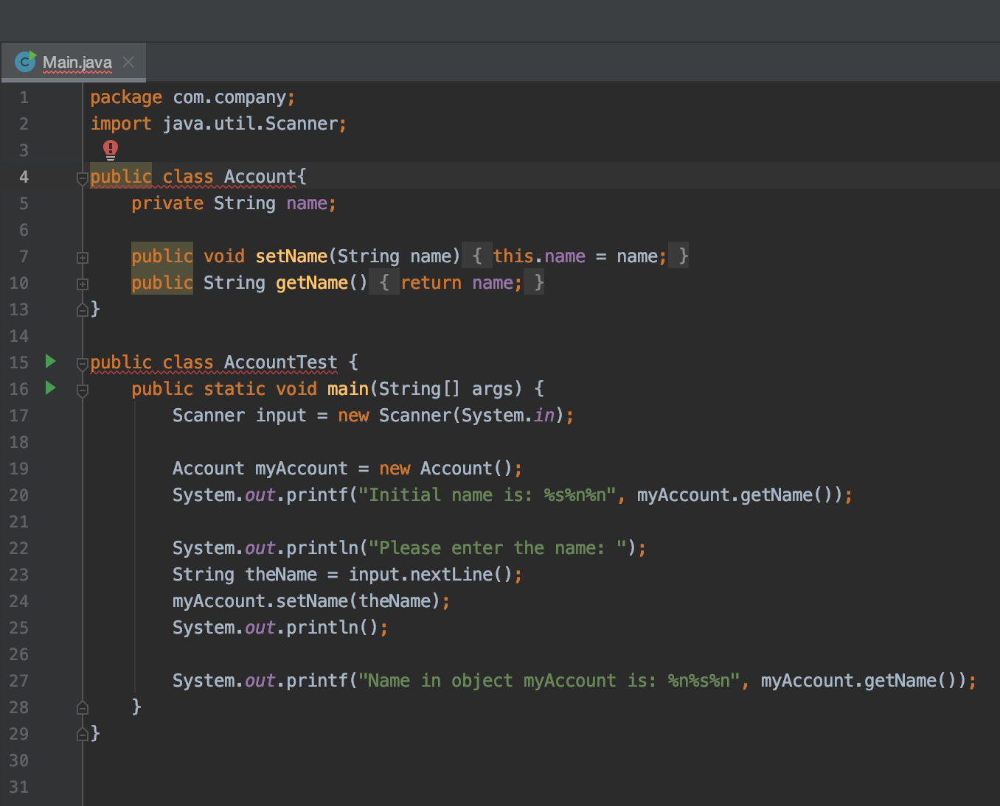 Main.java
1 package com.company;
2 import java.util.Scanner;
3
4 public class Account{
5 private String name;
6
7 public void setName(String name) { this.name = name; }
10 public String getName() { return name; }
13 }
14
15 public class AccountTest {
16 public static void main(String[] args) {
17 Scanner input = new Scanner(System.in);
18
19 Account myAccount = new Account();
20 System.out.printf("Initial name is: %s%n%n", myAccount.getName());
21
22 System.out.println("Please enter the name: ");
23 String theName = input.nextLine();
24 myAccount.setName(theName);
25 System.out.println();
26
27 System.out.printf("Name in object myAccount is: %n%s%n", myAccount.getName());
28 }
29 }
30
31